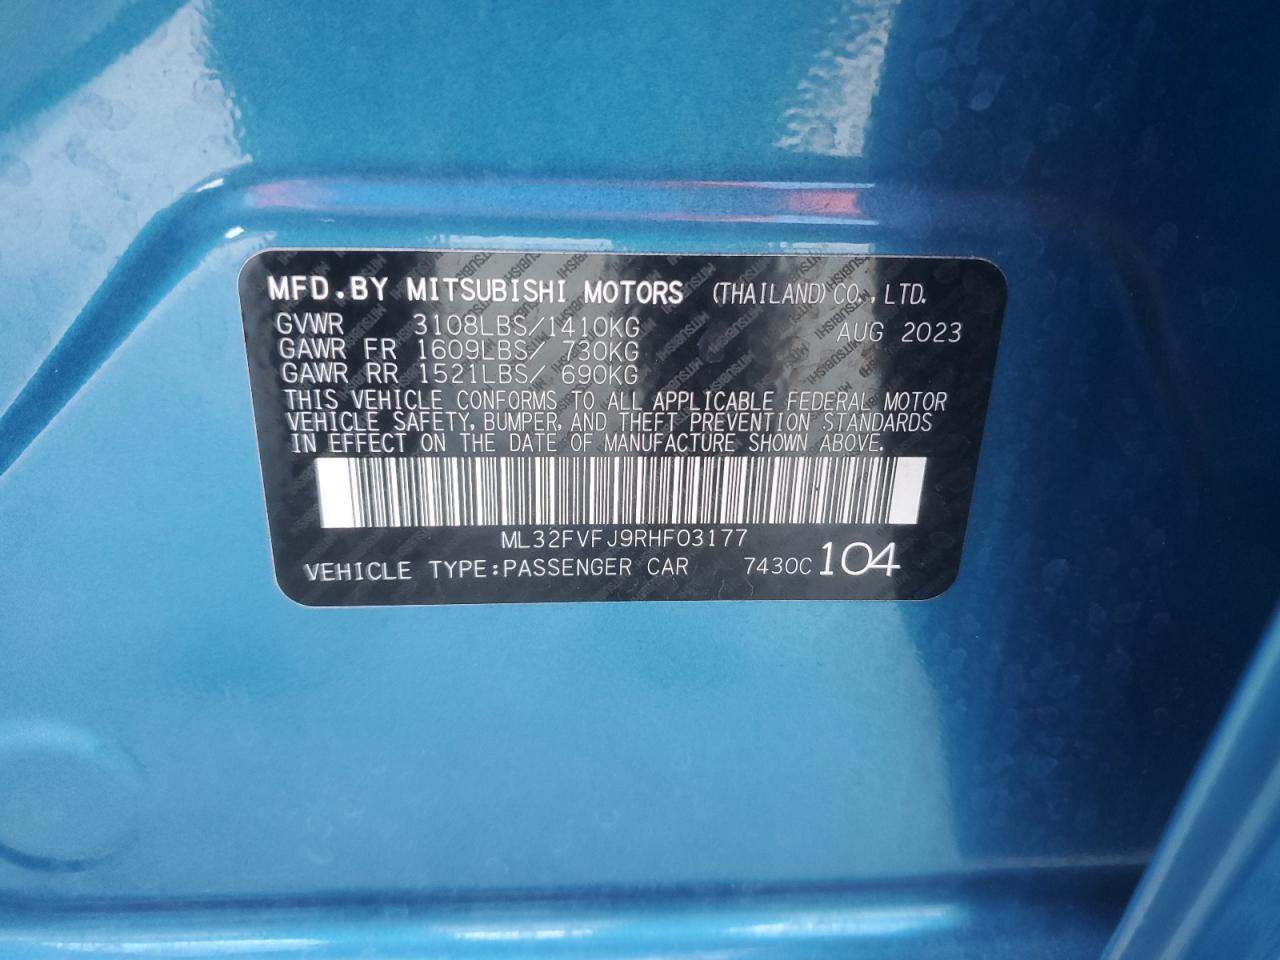 MFD.BY MITSUBISHI MOTORS (THAILAND) CO., LTD.
GVWR 3108LBS/1410KG AUG 2023
GAWR FR 1609LBS/ 730KG
GAWR RR 1521LBS/ 690KG
THIS VEHICLE CONFORMS TO ALL APPLICABLE FEDERAL MOTOR
VEHICLE SAFETY, BUMPER, AND THEFT PREVENTION STANDARDS
IN EFFECT ON THE DATE OF MANUFACTURE SHOWN ABOVE.
ML32FVFJ9RHF03177
VEHICLE TYPE:PASSENGER CAR 7430C 104